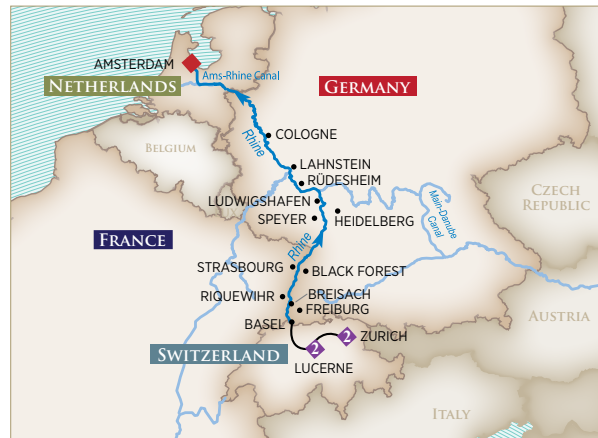 AMSTERDAM
Ams-Rhine Canal
NETHERLANDS
GERMANY
COLOGNE
Rhine
BELGIUM
LAHNSTEIN
RÜDESHEIM
LUDWIGSHAFEN
SPEYER
HEIDELBERG
Main-Danube
Canal
CZECH
REPUBLIC
FRANCE
Rhine
STRASBOURG
BLACK FOREST
RIQUEWIHR
BREISACH
FREIBURG
BASEL
AUSTRIA
SWITZERLAND
2
2
ZURICH
LUCERNE
ITALY